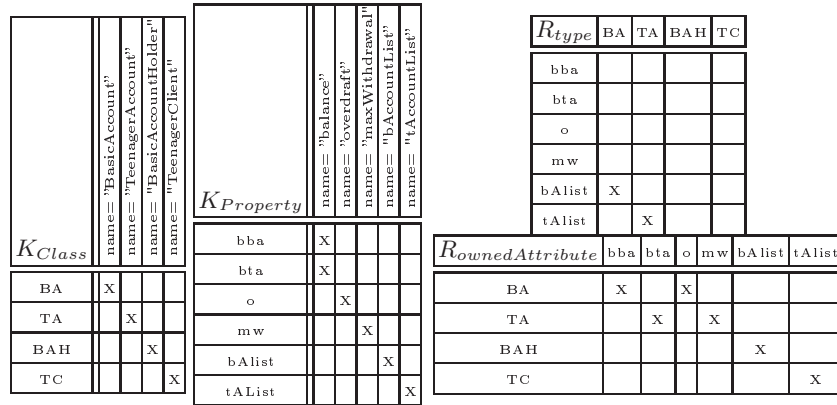 K_Class name="BasicAccount" name="TeenagerAccount" name="BasicAccountHolder" name="TeenagerClient"
BA X
TA X
BAH X
TC X
K_Property name="balance" name="overdraft" name="maxWithdrawal" name="bAccountList" name="tAccountList"
bba X
bta X
o X
mw X
bAlist X
tAList X
R_type BA TA BAH TC
bba
bta
o
mw
bAlist X
tAlist X
R_ownedAttribute bba bta o mw bAlist tAlist
BA X X
TA X X
BAH X
TC X